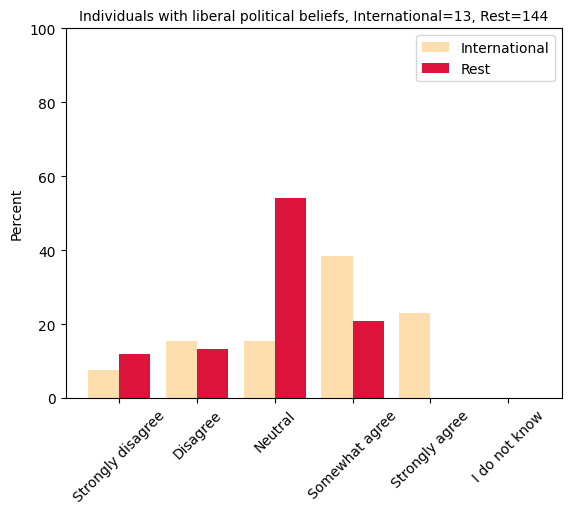 Individuals with liberal political beliefs, International=13, Rest=144
International
Rest
Percent
100
80
60
40
20
0
Strongly disagree
Disagree
Neutral
Somewhat agree
Strongly agree
I do not know